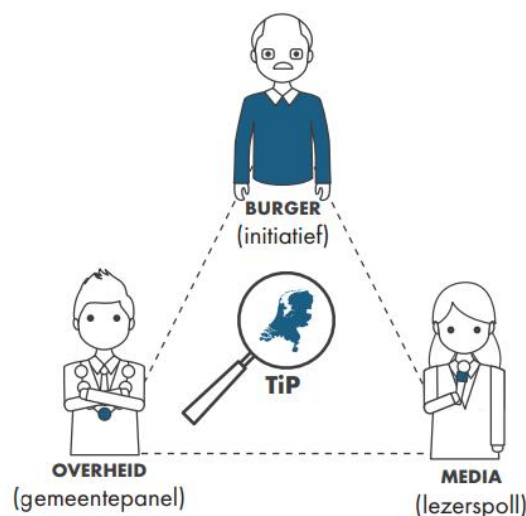 BURGER
(initiatief)
TiP
OVERHEID
(gemeentepanel)
MEDIA
(lezerspoll)